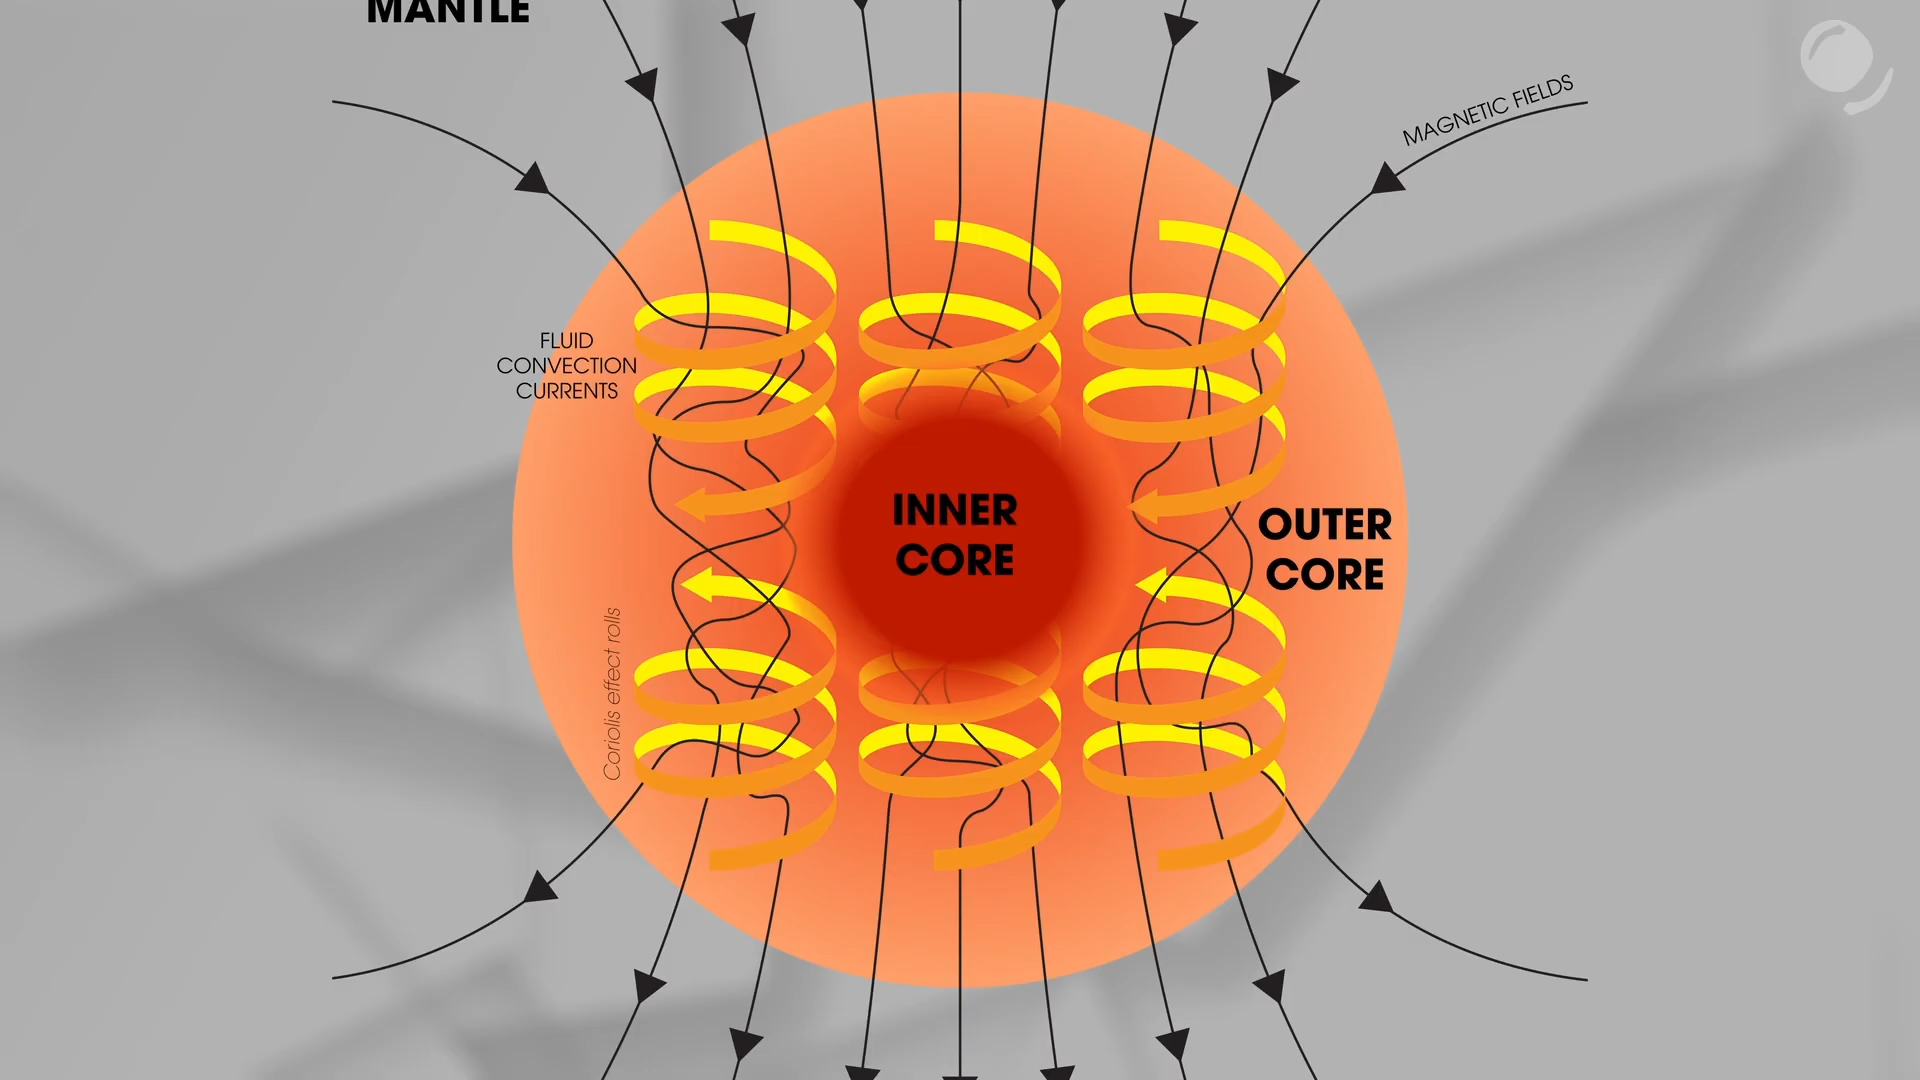 MANTLE
MAGNETIC FIELDS
FLUID
CONVECTION
CURRENTS
INNER
CORE
OUTER
CORE
Coriolis effect rolls